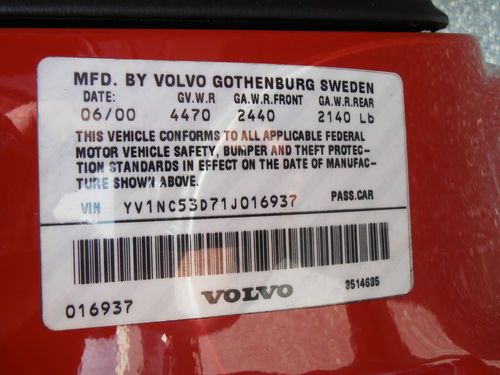 MFD. BY VOLVO GOTHENBURG SWEDEN
DATE: GV.W.R GA.W.R.FRONT GA.W.R.REAR
06/00 4470 2440 2140 Lb
THIS VEHICLE CONFORMS TO ALL APPLICABLE FEDERAL
MOTOR VEHICLE SAFETY, BUMPER AND THEFT PROTEC-
TION STANDARDS IN EFFECT ON THE DATE OF MANUFAC-
TURE SHOWN ABOVE.
VIN YV1NC53D71J016937 PASS.CAR
016937 VOLVO 3514635